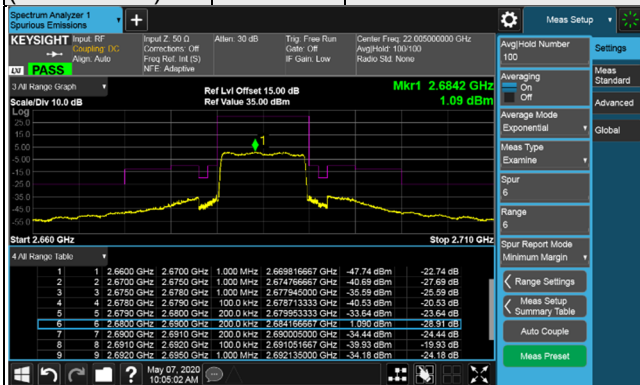 Spectrum Analyzer 1
Spurious Emissions
Meas Setup
KEYSIGHT
Input: RF
Coupling: DC
Align: Auto
Input Z: 50 Ω
Corrections: Off
Freq Ref: Int (S)
NFE: Adaptive
Atten: 30 dB
Trig: Free Run
Gate: Off
IF Gain: Low
Center Freq: 22.005000000 GHz
Avg|Hold: 100/100
Radio Std: None
LXI
PASS
3 All Range Graph
Scale/Div 10.0 dB
Ref Lvl Offset 15.00 dB
Ref Value 35.00 dBm
Mkr1 2.6842 GHz
1.09 dBm
Log
25.0
15.0
5.00
-5.00
-15.0
-25.0
-35.0
-45.0
-55.0
1
Start 2.660 GHz
Stop 2.710 GHz
4 All Range Table
1 1 2.6600 GHz 2.6700 GHz 1.000 MHz 2.669816667 GHz -47.74 dBm -22.74 dB
2 2 2.6700 GHz 2.6750 GHz 1.000 MHz 2.674766667 GHz -40.69 dBm -27.69 dB
3 3 2.6750 GHz 2.6780 GHz 1.000 MHz 2.677945000 GHz -35.59 dBm -25.59 dB
4 4 2.6780 GHz 2.6790 GHz 100.0 kHz 2.678713333 GHz -40.53 dBm -20.53 dB
5 5 2.6790 GHz 2.6800 GHz 200.0 kHz 2.679953333 GHz -33.64 dBm -23.64 dB
6 6 2.6800 GHz 2.6900 GHz 200.0 kHz 2.684166667 GHz 1.090 dBm -28.91 dB
7 7 2.6900 GHz 2.6910 GHz 200.0 kHz 2.690005000 GHz -34.44 dBm -24.44 dB
8 8 2.6910 GHz 2.6920 GHz 100.0 kHz 2.691051667 GHz -39.93 dBm -19.93 dB
9 9 2.6920 GHz 2.6950 GHz 1.000 MHz 2.692135000 GHz -34.18 dBm -24.18 dB
Avg|Hold Number
100
Averaging
On
Off
Average Mode
Exponential
Meas Type
Examine
Spur
6
Range
6
Spur Report Mode
Minimum Margin
Range Settings
Meas Setup
Summary Table
Auto Couple
Meas Preset
Settings
Meas
Standard
Advanced
Global
May 07, 2020
10:05:02 AM